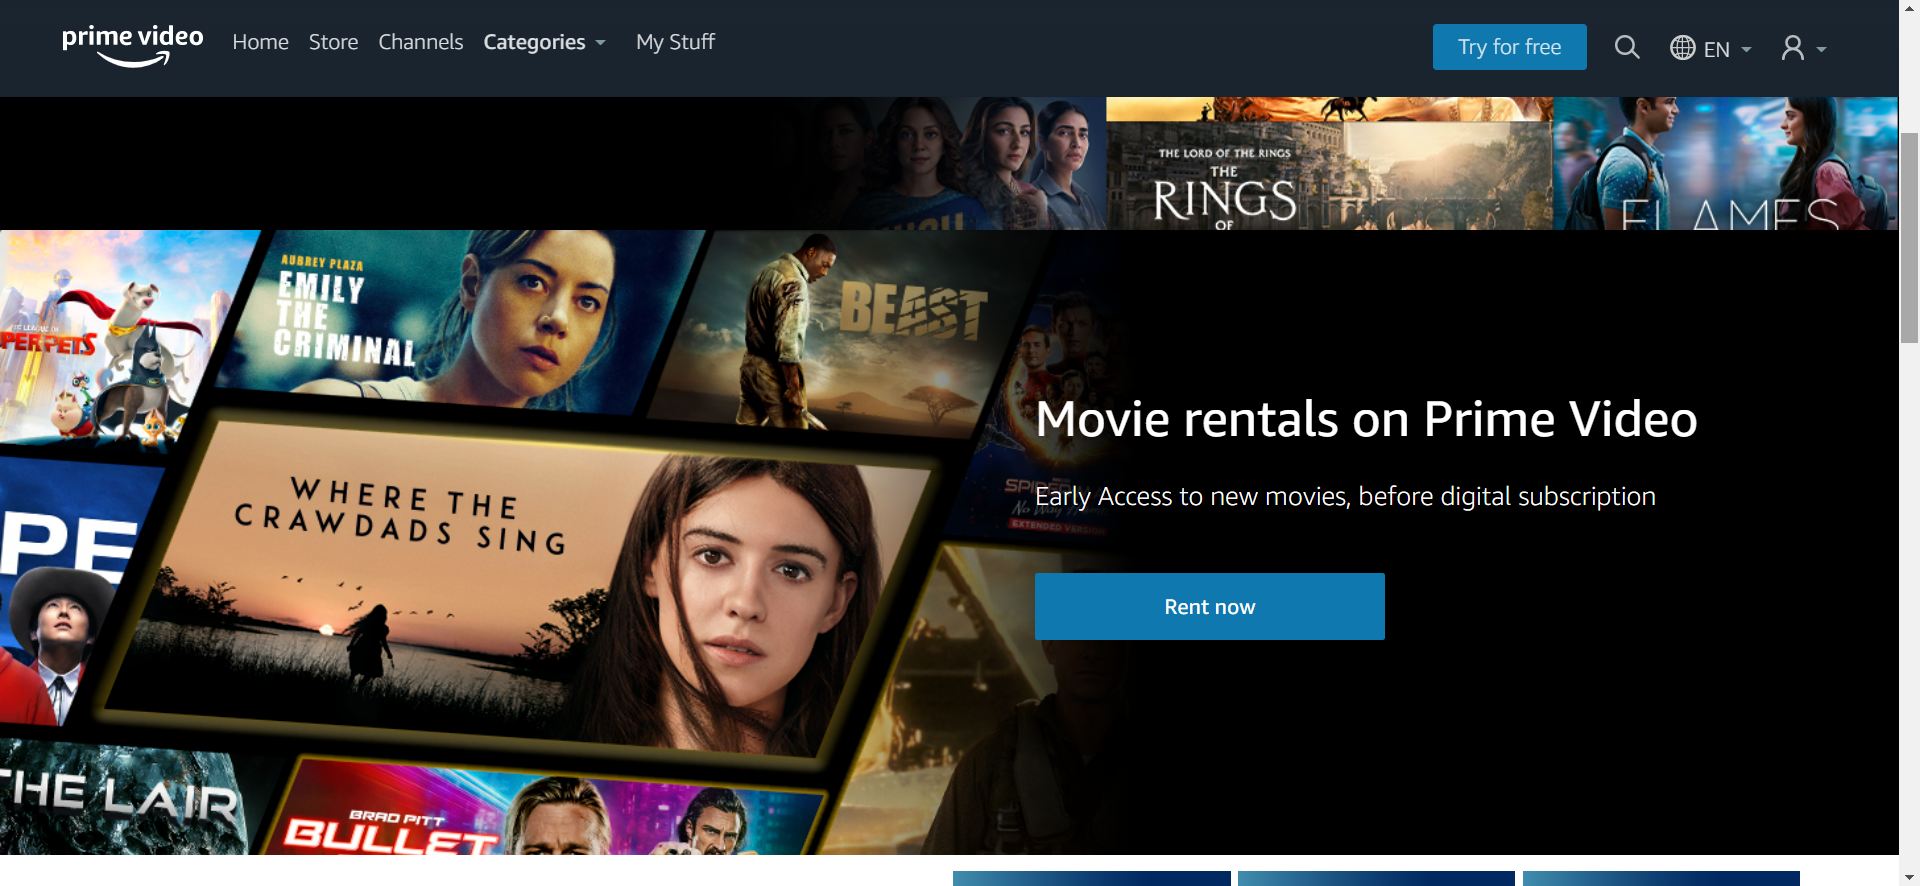 prime video
Home
Store
Channels
Categories
My Stuff
Try for free
EN
THE LORD OF THE RINGS
THE
RINGS
OF
FLAMES
AUBREY PLAZA
EMILY
THE
CRIMINAL
BEAST
PERPETS
Movie rentals on Prime Video
Early Access to new movies, before digital subscription
Rent now
WHERE THE
CRAWDADS SING
No Way Home
EXTENDED VERSION
PE
THE LAIR
BRAD PITT
BULLET